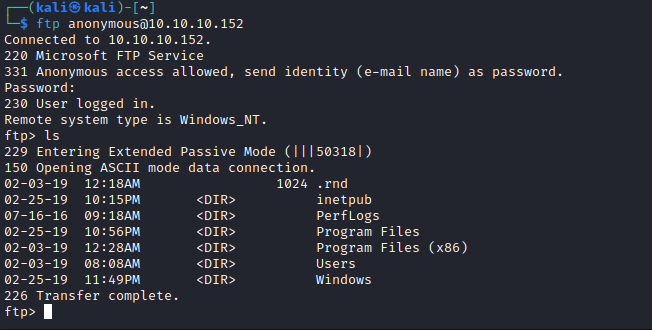 ┌──(kali㉿kali)-[~]
└─$ ftp anonymous@10.10.10.152
Connected to 10.10.10.152.
220 Microsoft FTP Service
331 Anonymous access allowed, send identity (e-mail name) as password.
Password:
230 User logged in.
Remote system type is Windows_NT.
ftp> ls
229 Entering Extended Passive Mode (|||50318|)
150 Opening ASCII mode data connection.
02-03-19  12:18AM                 1024 .rnd
02-25-19  10:15PM       <DIR>          inetpub
07-16-16  09:18AM       <DIR>          PerfLogs
02-25-19  10:56PM       <DIR>          Program Files
02-03-19  12:28AM       <DIR>          Program Files (x86)
02-03-19  08:08AM       <DIR>          Users
02-25-19  11:49PM       <DIR>          Windows
226 Transfer complete.
ftp>